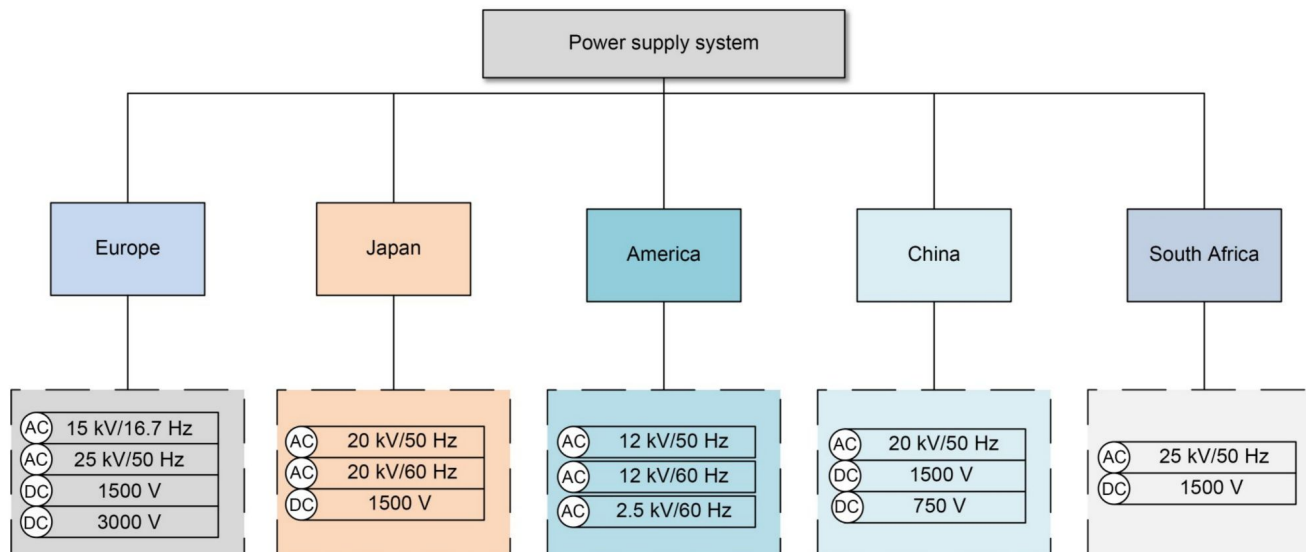 Power supply system
Europe
Japan
America
China
South Africa
AC 15 kV/16.7 Hz
AC 25 kV/50 Hz
DC 1500 V
DC 3000 V
AC 20 kV/50 Hz
AC 20 kV/60 Hz
DC 1500 V
AC 12 kV/50 Hz
AC 12 kV/60 Hz
AC 2.5 kV/60 Hz
AC 20 kV/50 Hz
DC 1500 V
DC 750 V
AC 25 kV/50 Hz
DC 1500 V